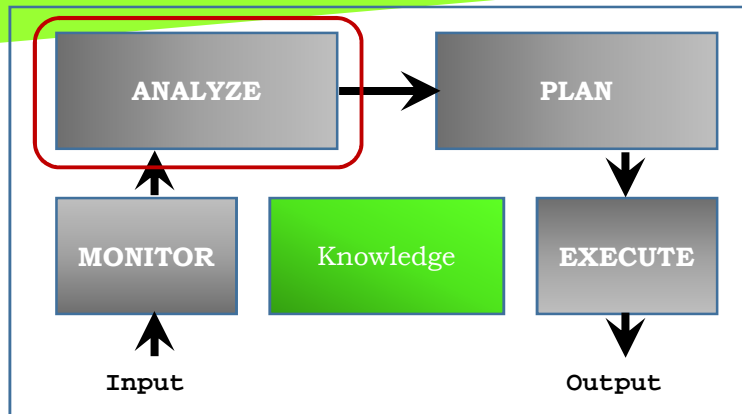 ANALYZE
PLAN
MONITOR
Knowledge
EXECUTE
Input
Output